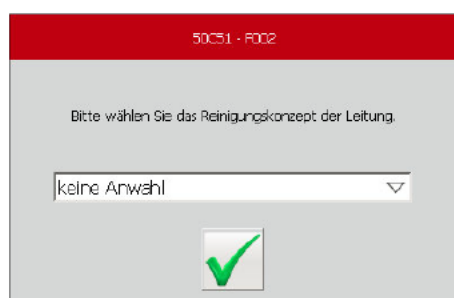 50C51 - F002
Bitte wählen Sie das Reinigungskonzept der Leitung.
keine Anwahl